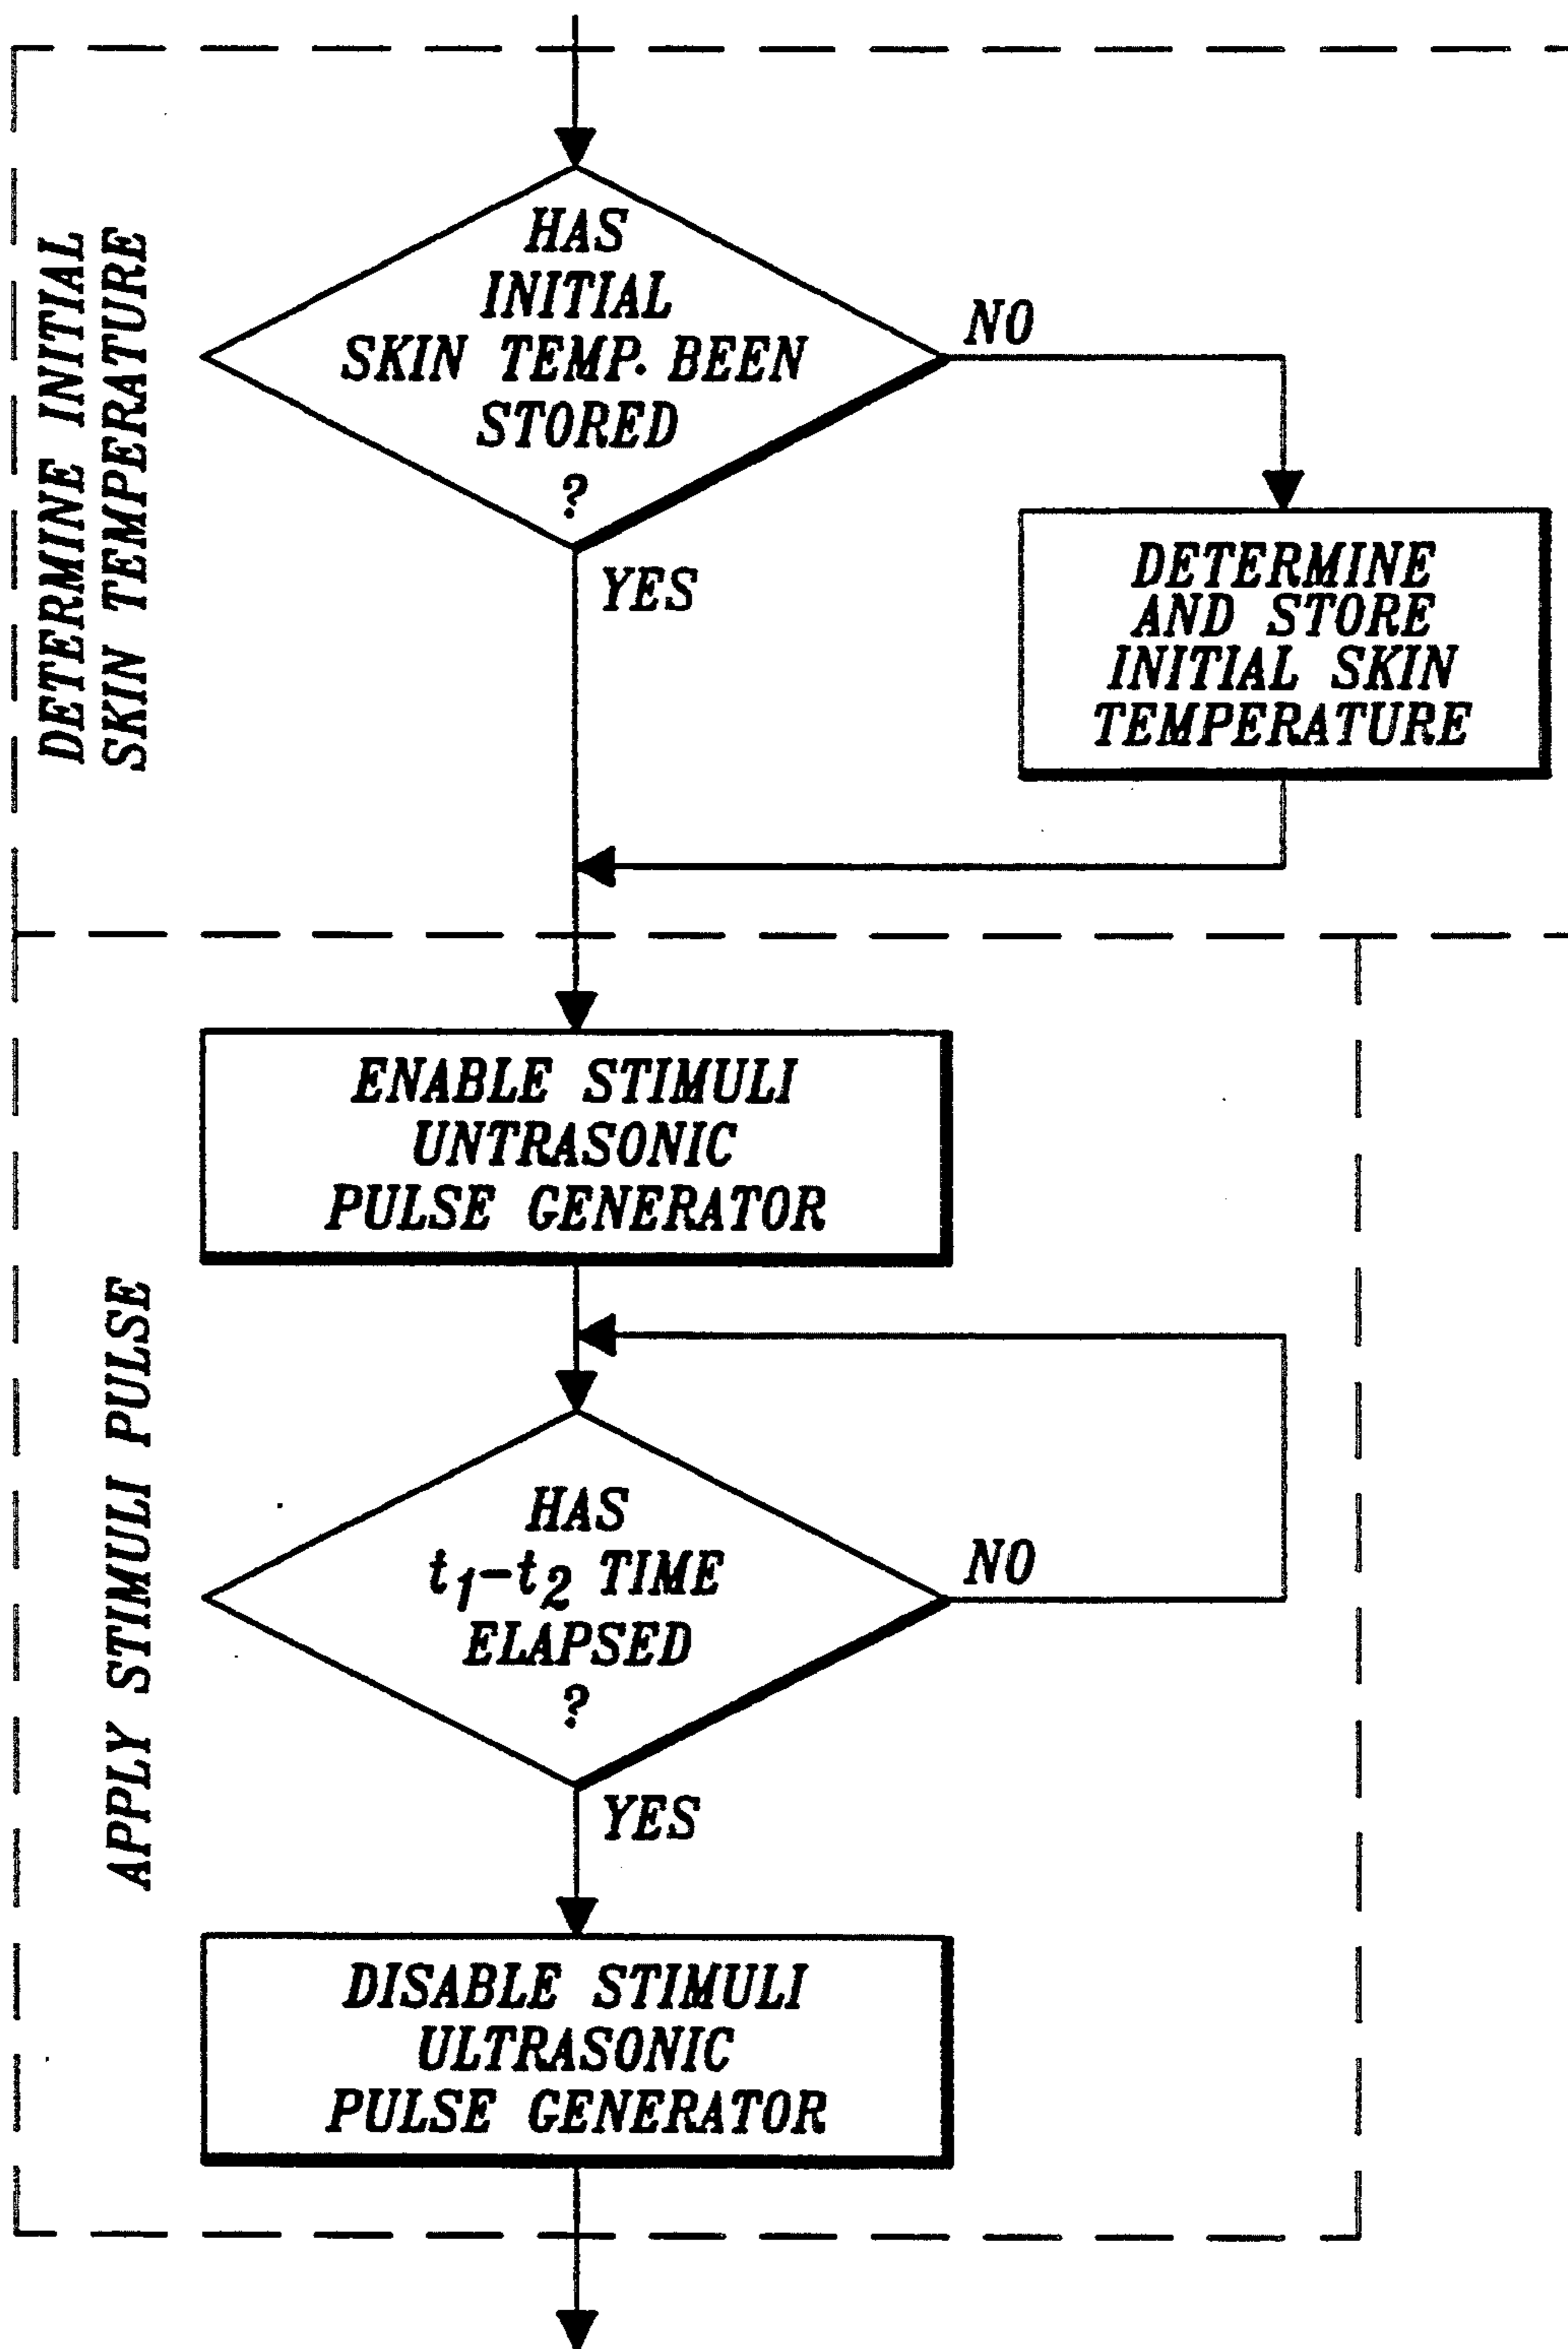 DETERMINE INITIAL
SKIN TEMPERATURE
HAS
INITIAL
SKIN TEMP. BEEN
STORED
?
NO
YES
DETERMINE
AND STORE
INITIAL SKIN
TEMPERATURE
APPLY STIMULI PULSE
ENABLE STIMULI
UNTRASONIC
PULSE GENERATOR
HAS
t₁-t₂ TIME
ELAPSED
?
NO
YES
DISABLE STIMULI
ULTRASONIC
PULSE GENERATOR